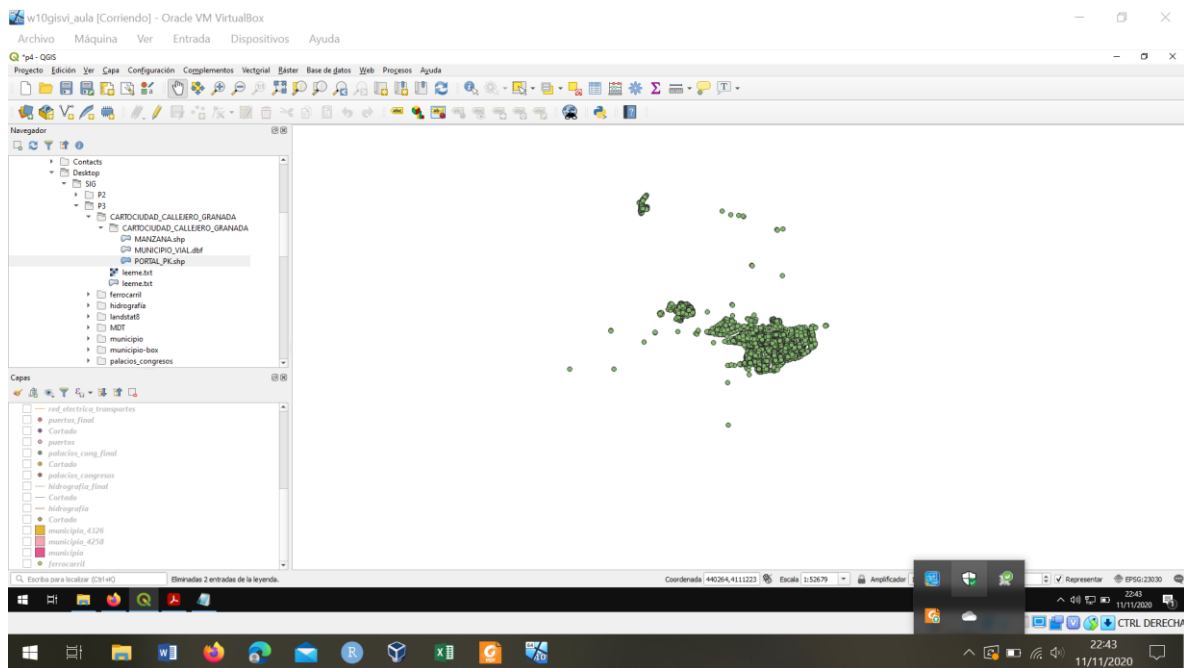 w10gisvi_aula [Corriendo] - Oracle VM VirtualBox
Archivo Máquina Ver Entrada Dispositivos Ayuda
*p4 - QGIS
Proyecto Edición Ver Capa Configuración Complementos Vectorial Ráster Base de datos Web Procesos Ayuda
Navegador
Contacts
Desktop
SIG
P2
P3
CARTOCIUDAD_CALLEJERO_GRANADA
CARTOCIUDAD_CALLEJERO_GRANADA
MANZANA.shp
MUNICIPIO_VIAL.dbf
PORTAL_PK.shp
leeme.txt
leeme.txt
ferrocarril
hidrografía
landstat8
MDT
municipio
municipio-box
palacios_congresos
Capas
red_electrica_transportes
puertos_final
Cortado
puertos
palacios_cong_final
Cortado
palacios_congresos
hidrografia_final
Cortado
hidrografia
Cortado
municipio_4326
municipio_4258
municipio
ferrocarril
Escriba para localizar (Ctrl+K) Eliminadas 2 entradas de la leyenda. Coordenada 440264,4111223 Escala 1:52679 Amplificador Representar EPSG:23030
22:43
11/11/2020
CTRL DERECHA
22:43
11/11/2020